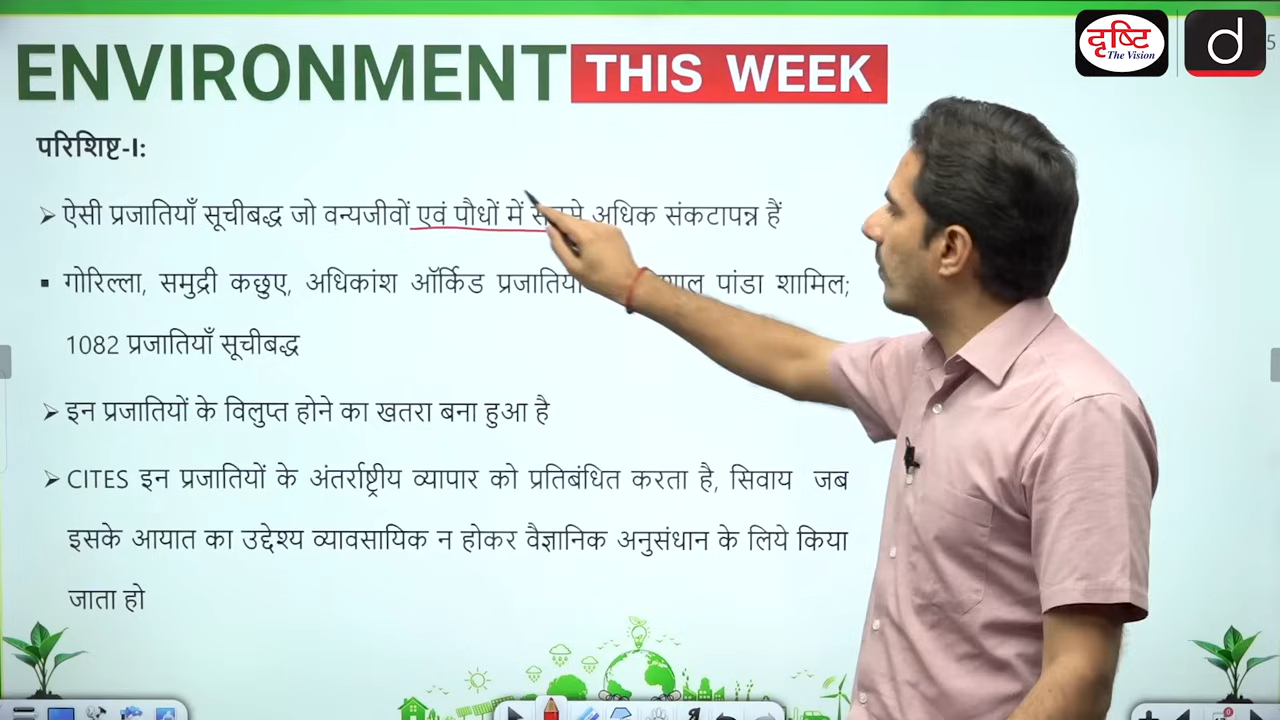 ENVIRONMENT THIS WEEK
दृष्टि
The Vision
d
5
परिशिष्ट-I:
➢ ऐसी प्रजातियाँ सूचीबद्ध जो वन्यजीवों एवं पौधों में अधिक संकटापन्न हैं
▪ गोरिल्ला, समुद्री कछुए, अधिकांश ऑर्किड पांडा शामिल;
1082 प्रजातियाँ सूचीबद्ध
➢ इन प्रजातियों के विलुप्त होने का खतरा बना हुआ है
➢ CITES इन प्रजातियों के अंतर्राष्ट्रीय व्यापार को प्रतिबंधित करता है, सिवाय जब
इसके आयात का उद्देश्य व्यावसायिक न होकर वैज्ञानिक अनुसंधान के लिये किया
जाता हो